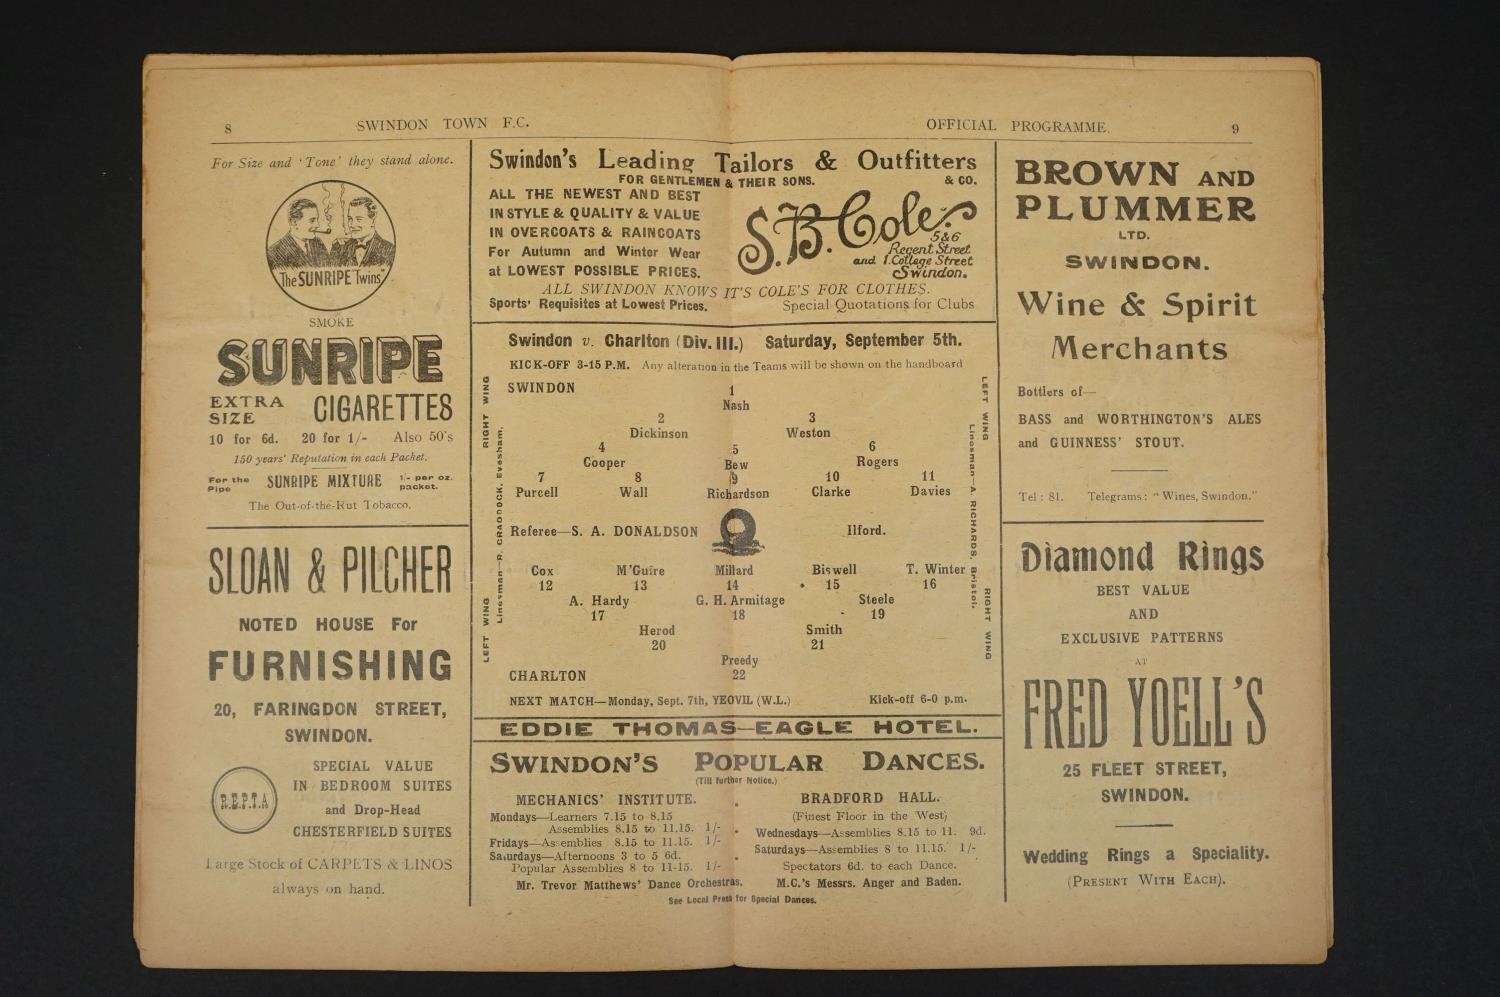 8
SWINDON TOWN F.C.
OFFICIAL PROGRAMME.
9
For Size and 'Tone' they stand alone.
The SUNRIPE Twins"
SMOKE
SUNRIPE
EXTRA SIZE
CIGARETTES
10 for 6d. 20 for 1/- Also 50's
150 years' Reputation in each Packet.
For the Pipe SUNRIPE MIXTURE 1/- per oz. packet.
The Out-of-the-Rut Tobacco.
SLOAN & PILCHER
NOTED HOUSE For
FURNISHING
20, FARINGDON STREET,
SWINDON.
SPECIAL VALUE
IN BEDROOM SUITES
and Drop-Head
CHESTERFIELD SUITES
R.E.P.T.A
Large Stock of CARPETS & LINOS
always on hand.
Swindon's Leading Tailors & Outfitters
FOR GENTLEMEN & THEIR SONS.
& CO.
ALL THE NEWEST AND BEST
IN STYLE & QUALITY & VALUE
IN OVERCOATS & RAINCOATS
For Autumn and Winter Wear
at LOWEST POSSIBLE PRICES.
S.B. Cole.
5 & 6
Regent Street
and 1. College Street
Swindon.
ALL SWINDON KNOWS IT'S COLE'S FOR CLOTHES.
Sports' Requisites at Lowest Prices. Special Quotations for Clubs
Swindon v. Charlton (Div. III.) Saturday, September 5th.
KICK-OFF 3-15 P.M. Any alteration in the Teams will be shown on the handboard
SWINDON
1
Nash
2 3
Dickinson Weston
4 5 6
Cooper Bew Rogers
7 8 9 10 11
Purcell Wall Richardson Clarke Davies
Referee—S. A. DONALDSON Ilford.
Cox M'Guire Millard Biswell T. Winter
12 13 14 15 16
A. Hardy G. H. Armitage Steele
17 18 19
Herod Smith
20 21
Preedy
CHARLTON 22
RIGHT WING
LEFT WING
Linesman—R. CRADDOCK, Evesham.
LEFT WING
RIGHT WING
Linesman—A. RICHARDS, Bristol.
NEXT MATCH—Monday, Sept. 7th, YEOVIL (W.L.) Kick-off 6-0 p.m.
EDDIE THOMAS—EAGLE HOTEL.
SWINDON'S POPULAR DANCES.
(Till further Notice.)
MECHANICS' INSTITUTE.
Mondays—Learners 7.15 to 8.15
Assemblies 8.15 to 11.15. 1/-
Fridays—Assemblies 8.15 to 11.15. 1/-
Saturdays—Afternoons 3 to 5 6d.
Popular Assemblies 8 to 11-15. 1/-
BRADFORD HALL.
(Finest Floor in the West)
Wednesdays—Assemblies 8.15 to 11. 9d.
Saturdays—Assemblies 8 to 11.15. 1/-
Spectators 6d. to each Dance.
Mr. Trevor Matthews' Dance Orchestras. M.C.'s Messrs. Anger and Baden.
See Local Press for Special Dances.
BROWN AND
PLUMMER
LTD.
SWINDON.
Wine & Spirit
Merchants
Bottlers of—
BASS and WORTHINGTON'S ALES
and GUINNESS' STOUT.
Tel : 81. Telegrams: "Wines, Swindon."
Diamond Rings
BEST VALUE
AND
EXCLUSIVE PATTERNS
AT
FRED YOELL'S
25 FLEET STREET,
SWINDON.
Wedding Rings a Speciality.
(PRESENT WITH EACH).